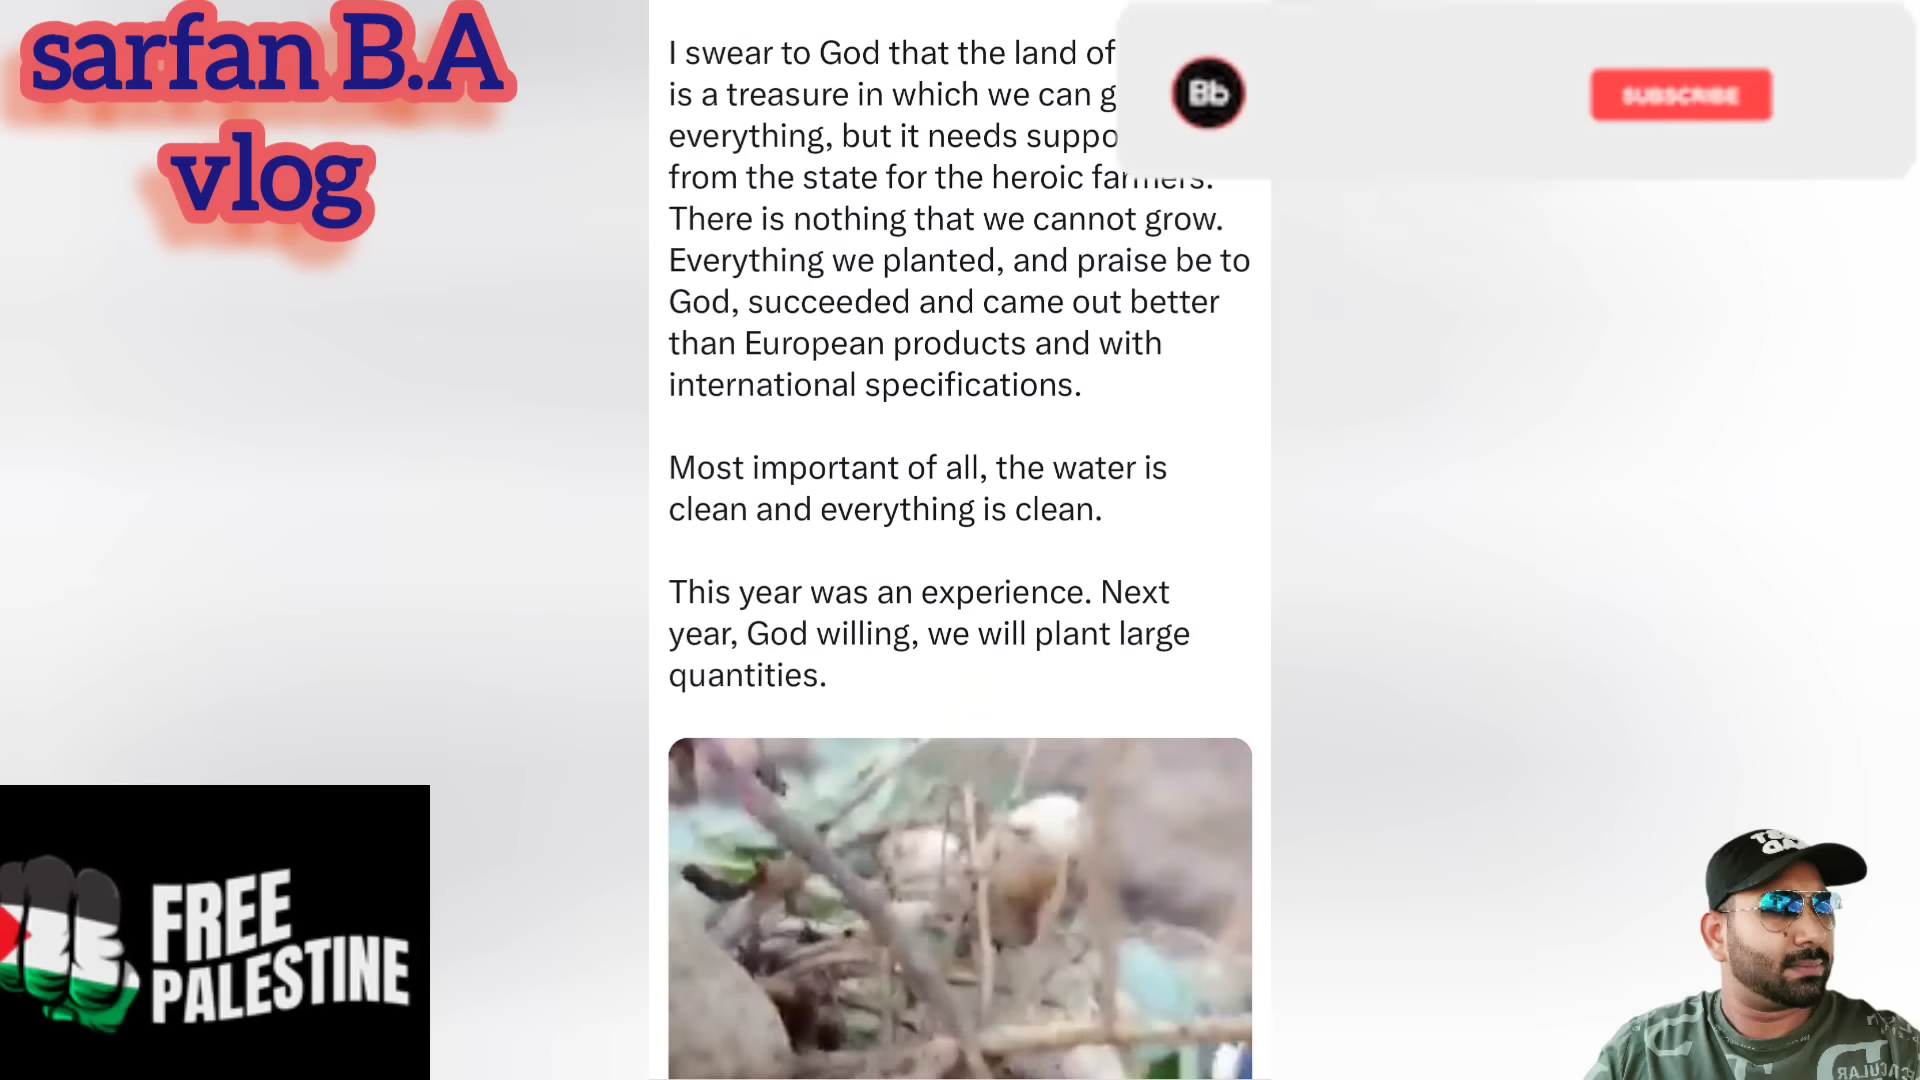 sarfan B.A
vlog
I swear to God that the land of
is a treasure in which we can
everything, but it needs
from the state for the heroic farmers.
There is nothing that we cannot grow.
Everything we planted, and praise be to
God, succeeded and came out better
than European products and with
international specifications.
Most important of all, the water is
clean and everything is clean.
This year was an experience. Next
year, God willing, we will plant large
quantities.
Bb
SUBSCRIBE
FREE
PALESTINE